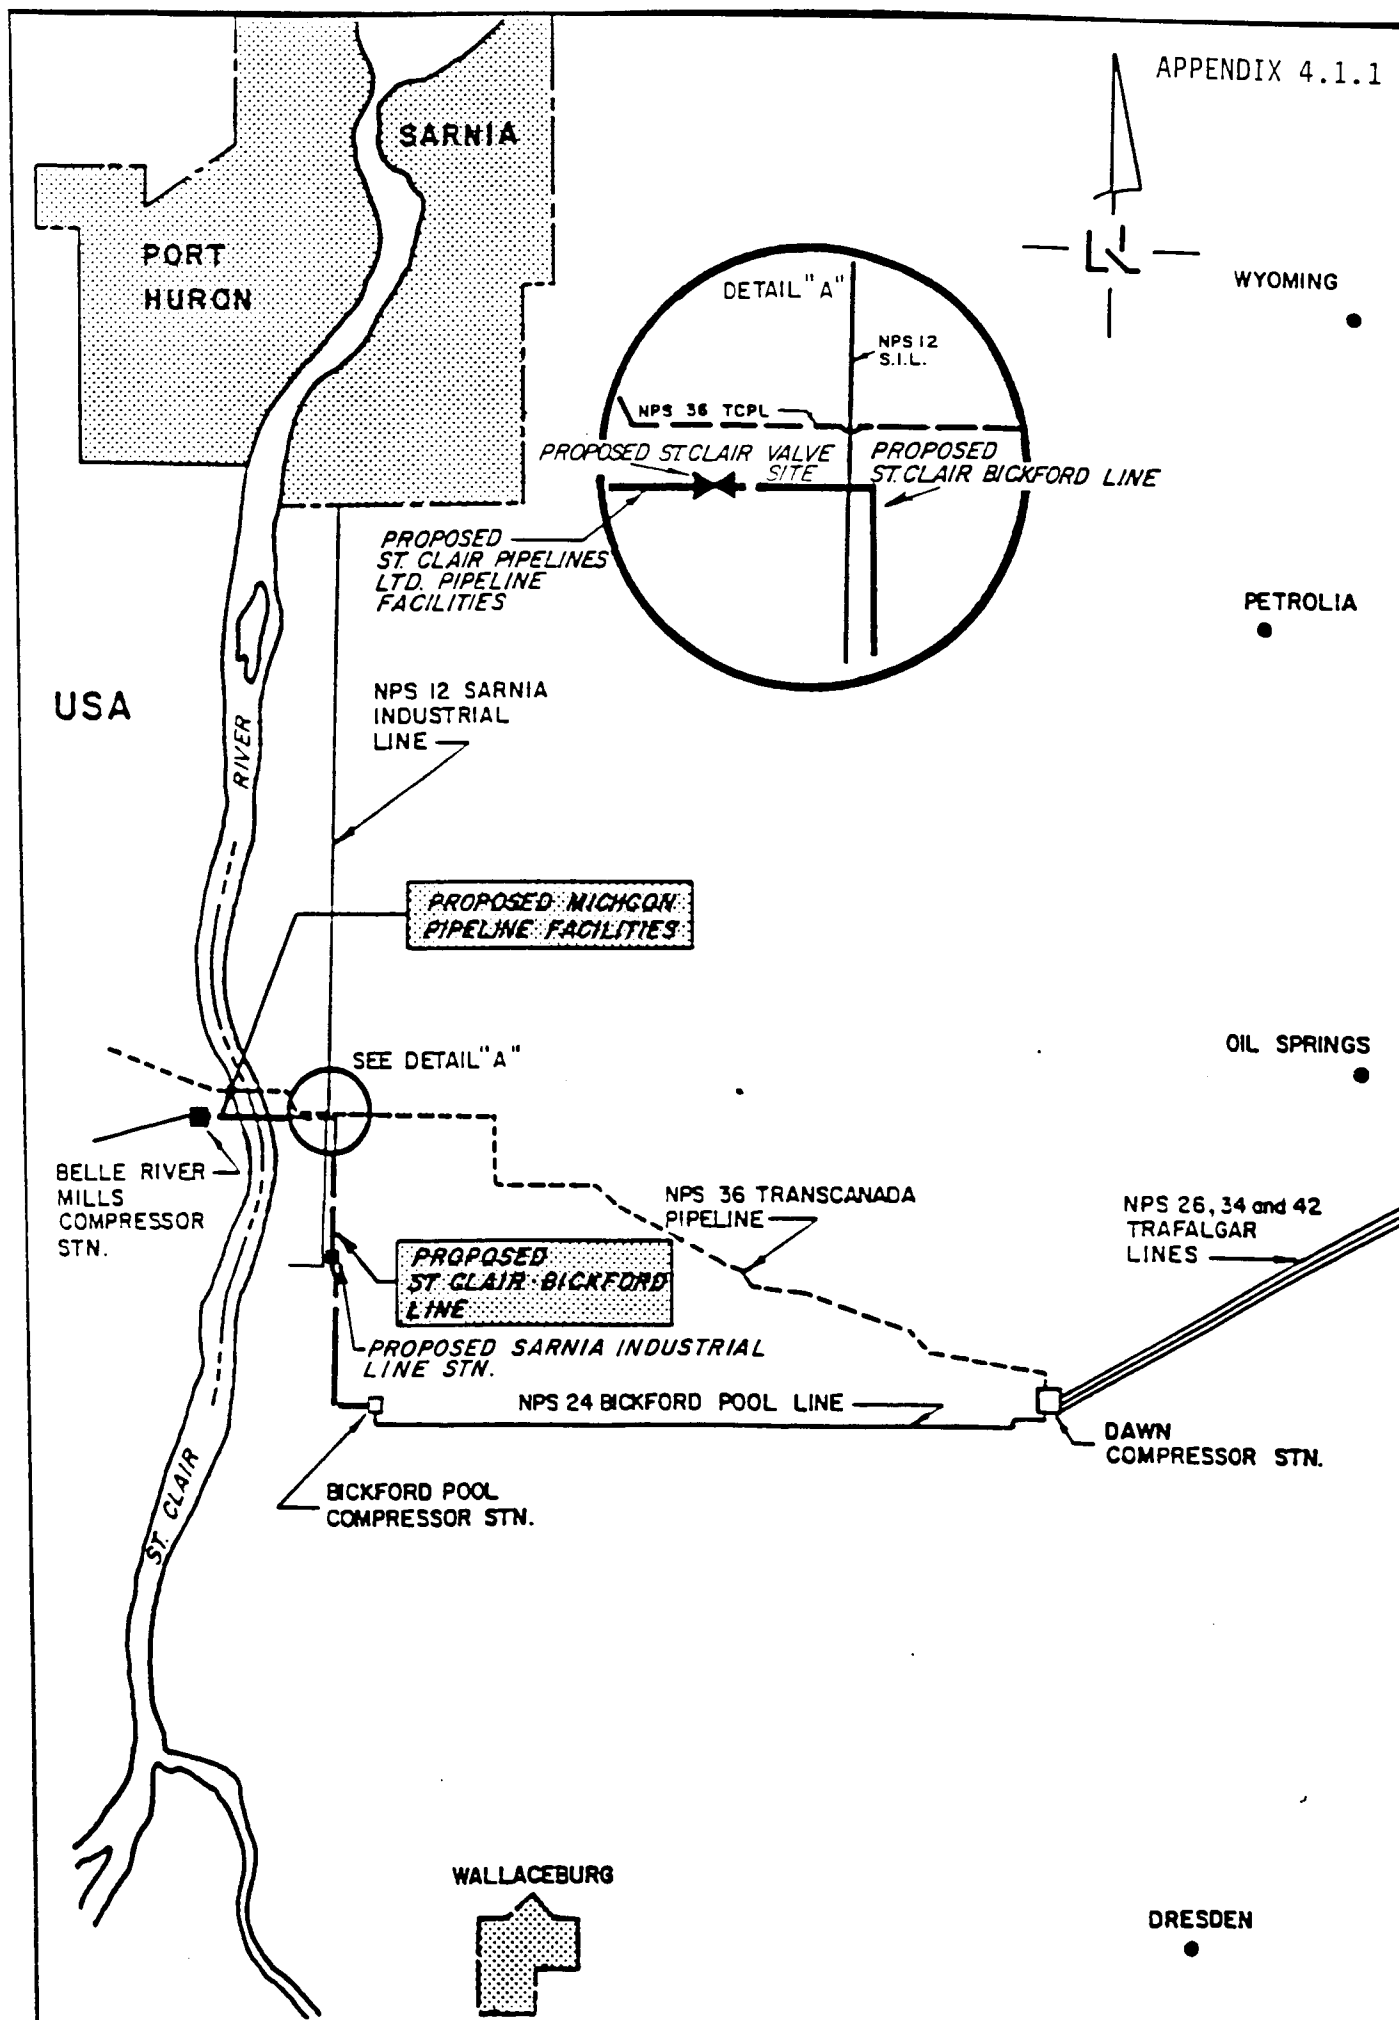 APPENDIX 4.1.1
SARNIA
PORT
HURON
WYOMING
DETAIL "A"
NPS 12
S.I.L.
NPS 36 TCPL
PROPOSED ST. CLAIR VALVE
SITE
PROPOSED
ST. CLAIR BICKFORD LINE
PROPOSED
ST. CLAIR PIPELINES
LTD. PIPELINE
FACILITIES
PETROLIA
USA
NPS 12 SARNIA
INDUSTRIAL
LINE
RIVER
PROPOSED MICHCON
PIPELINE FACILITIES
OIL SPRINGS
SEE DETAIL "A"
BELLE RIVER
MILLS
COMPRESSOR
STN.
NPS 36 TRANSCANADA
PIPELINE
NPS 26, 34 and 42
TRAFALGAR
LINES
PROPOSED
ST CLAIR BICKFORD
LINE
PROPOSED SARNIA INDUSTRIAL
LINE STN.
NPS 24 BICKFORD POOL LINE
DAWN
COMPRESSOR STN.
BICKFORD POOL
COMPRESSOR STN.
ST. CLAIR
WALLACEBURG
DRESDEN